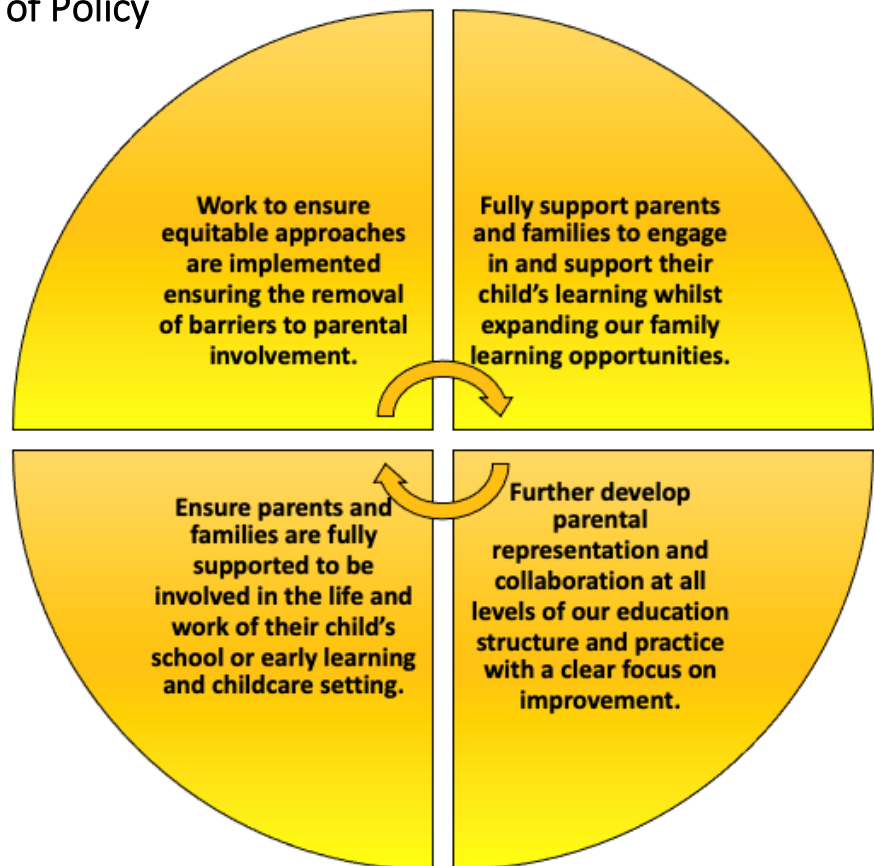 of Policy
Work to ensure
equitable approaches
are implemented
ensuring the removal
of barriers to parental
involvement.
Fully support parents
and families to engage
in and support their
child’s learning whilst
expanding our family
learning opportunities.
Ensure parents and
families are fully
supported to be
involved in the life and
work of their child’s
school or early learning
and childcare setting.
Further develop
parental
representation and
collaboration at all
levels of our education
structure and practice
with a clear focus on
improvement.